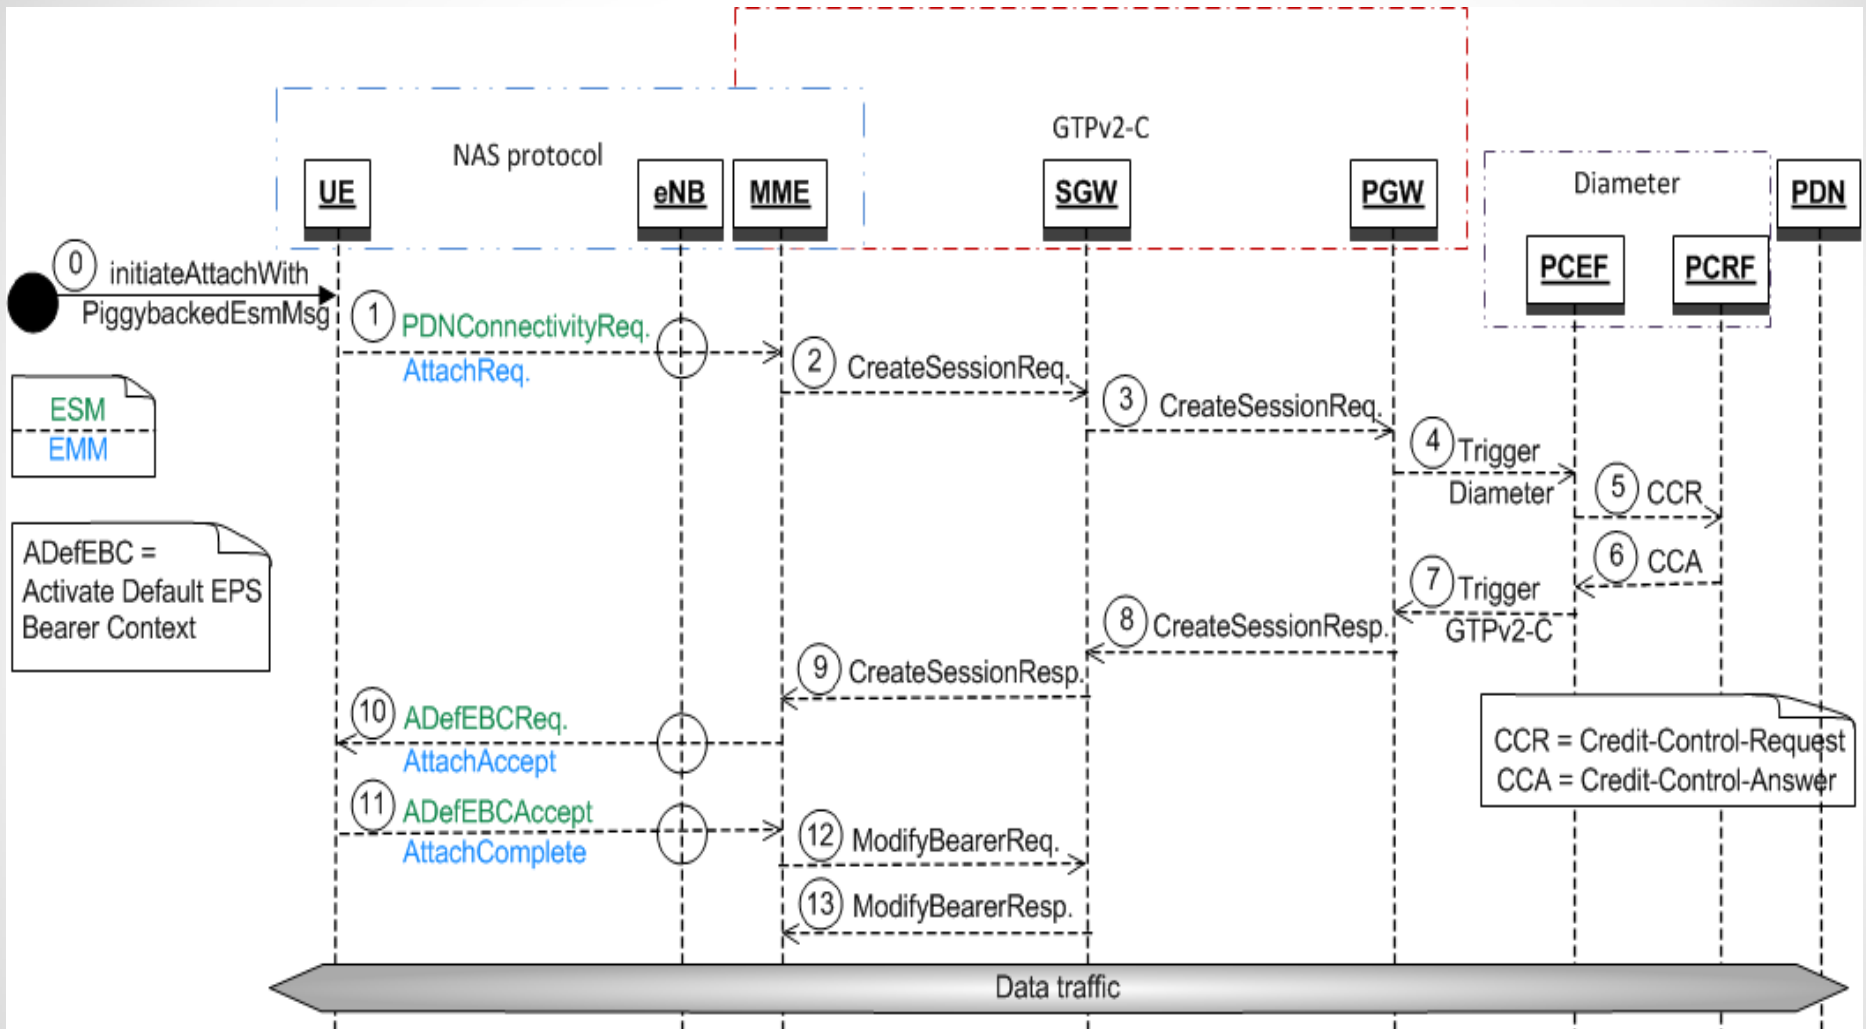 GTPv2-C
NAS protocol
UE
eNB
MME
SGW
PGW
Diameter
PDN
PCEF
PCRF
0
initiateAttachWith
PiggybackedEsmMsg
1
PDNConnectivityReq.
AttachReq.
2
CreateSessionReq.
3
CreateSessionReq.
ESM
EMM
4
Trigger
Diameter
5
CCR
6
CCA
7
Trigger
GTPv2-C
ADefEBC =
Activate Default EPS
Bearer Context
8
CreateSessionResp.
9
CreateSessionResp.
10
ADefEBCReq.
AttachAccept
CCR = Credit-Control-Request
CCA = Credit-Control-Answer
11
ADefEBCAccept
AttachComplete
12
ModifyBearerReq.
13
ModifyBearerResp.
Data traffic